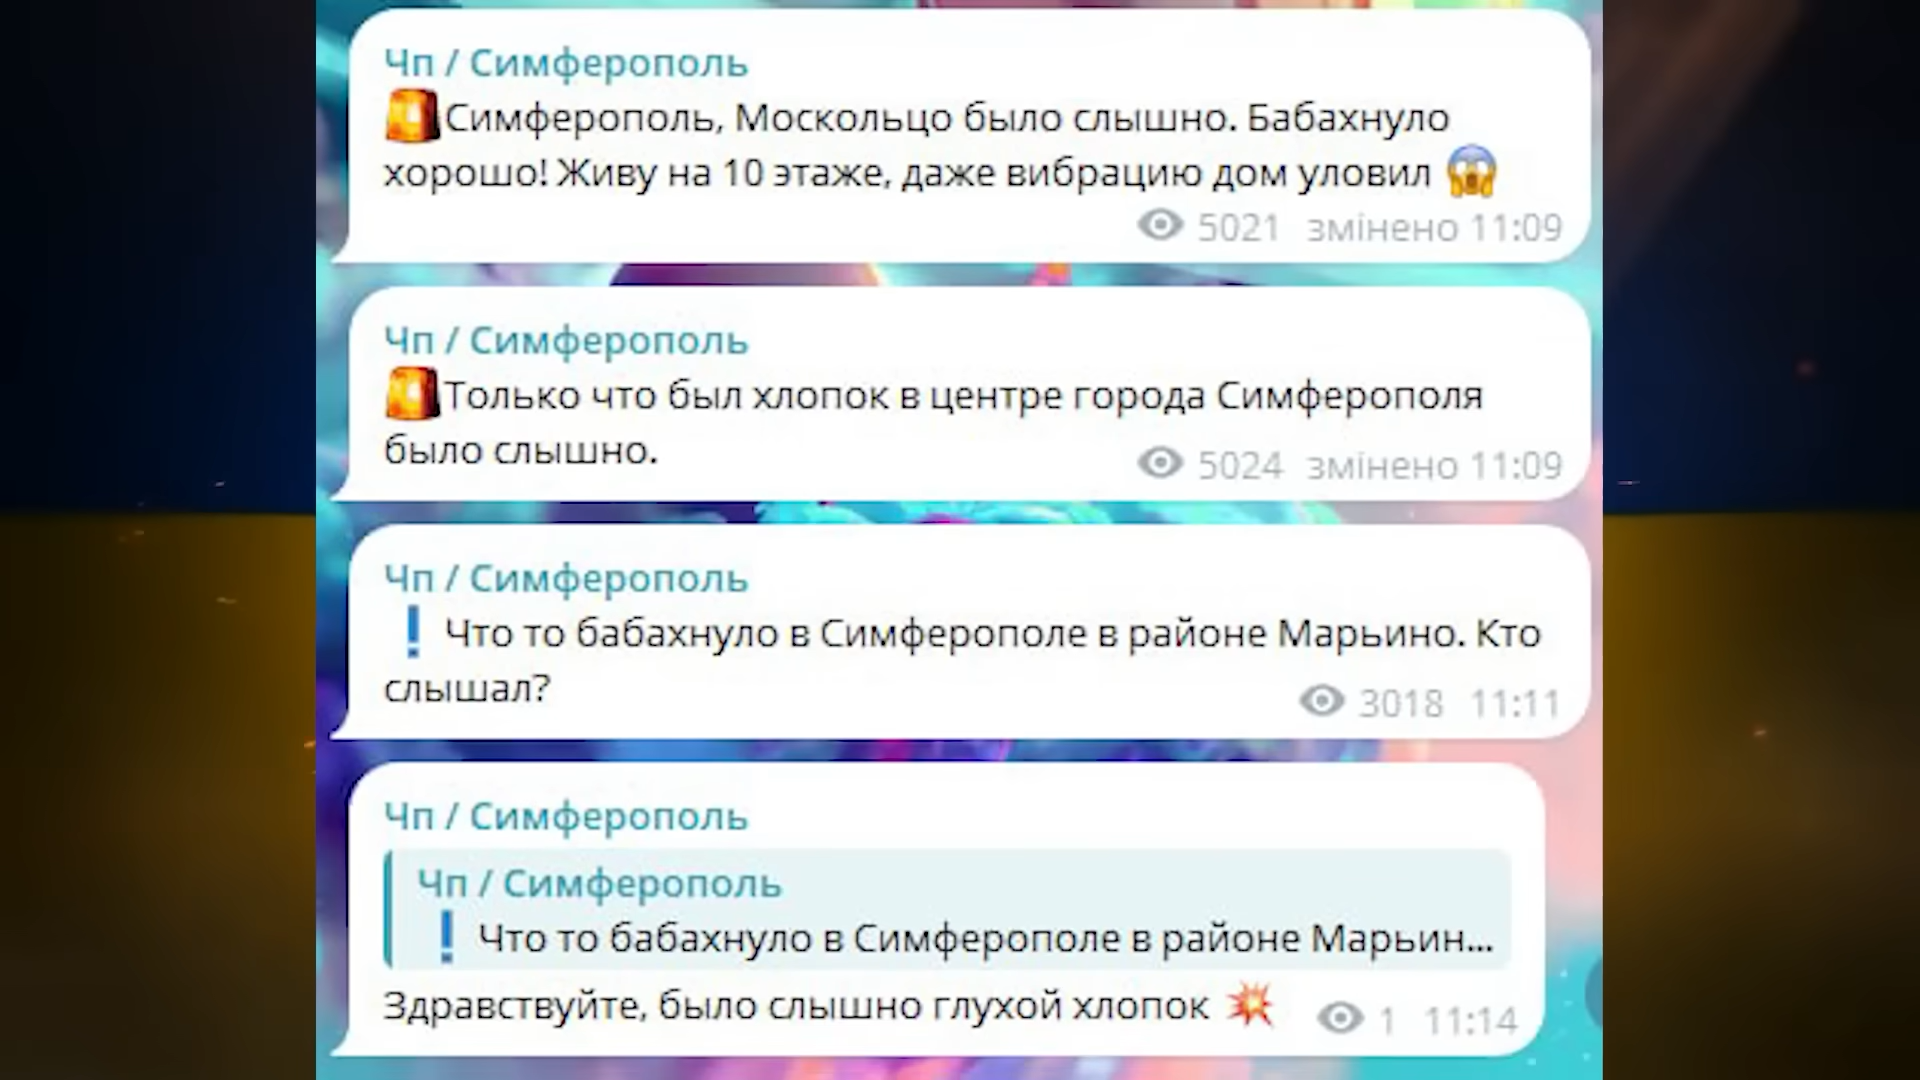 Чп / Симферополь
Симферополь, Москольцо было слышно. Бабахнуло
хорошо! Живу на 10 этаже, даже вибрацию дом уловил 😱
5021 змінено 11:09
Чп / Симферополь
Только что был хлопок в центре города Симферополя
было слышно.
5024 змінено 11:09
Чп / Симферополь
❗ Что то бабахнуло в Симферополе в районе Марьино. Кто
слышал?
3018 11:11
Чп / Симферополь
Чп / Симферополь
❗ Что то бабахнуло в Симферополе в районе Марьин...
Здравствуйте, было слышно глухой хлопок 💥
1 11:14